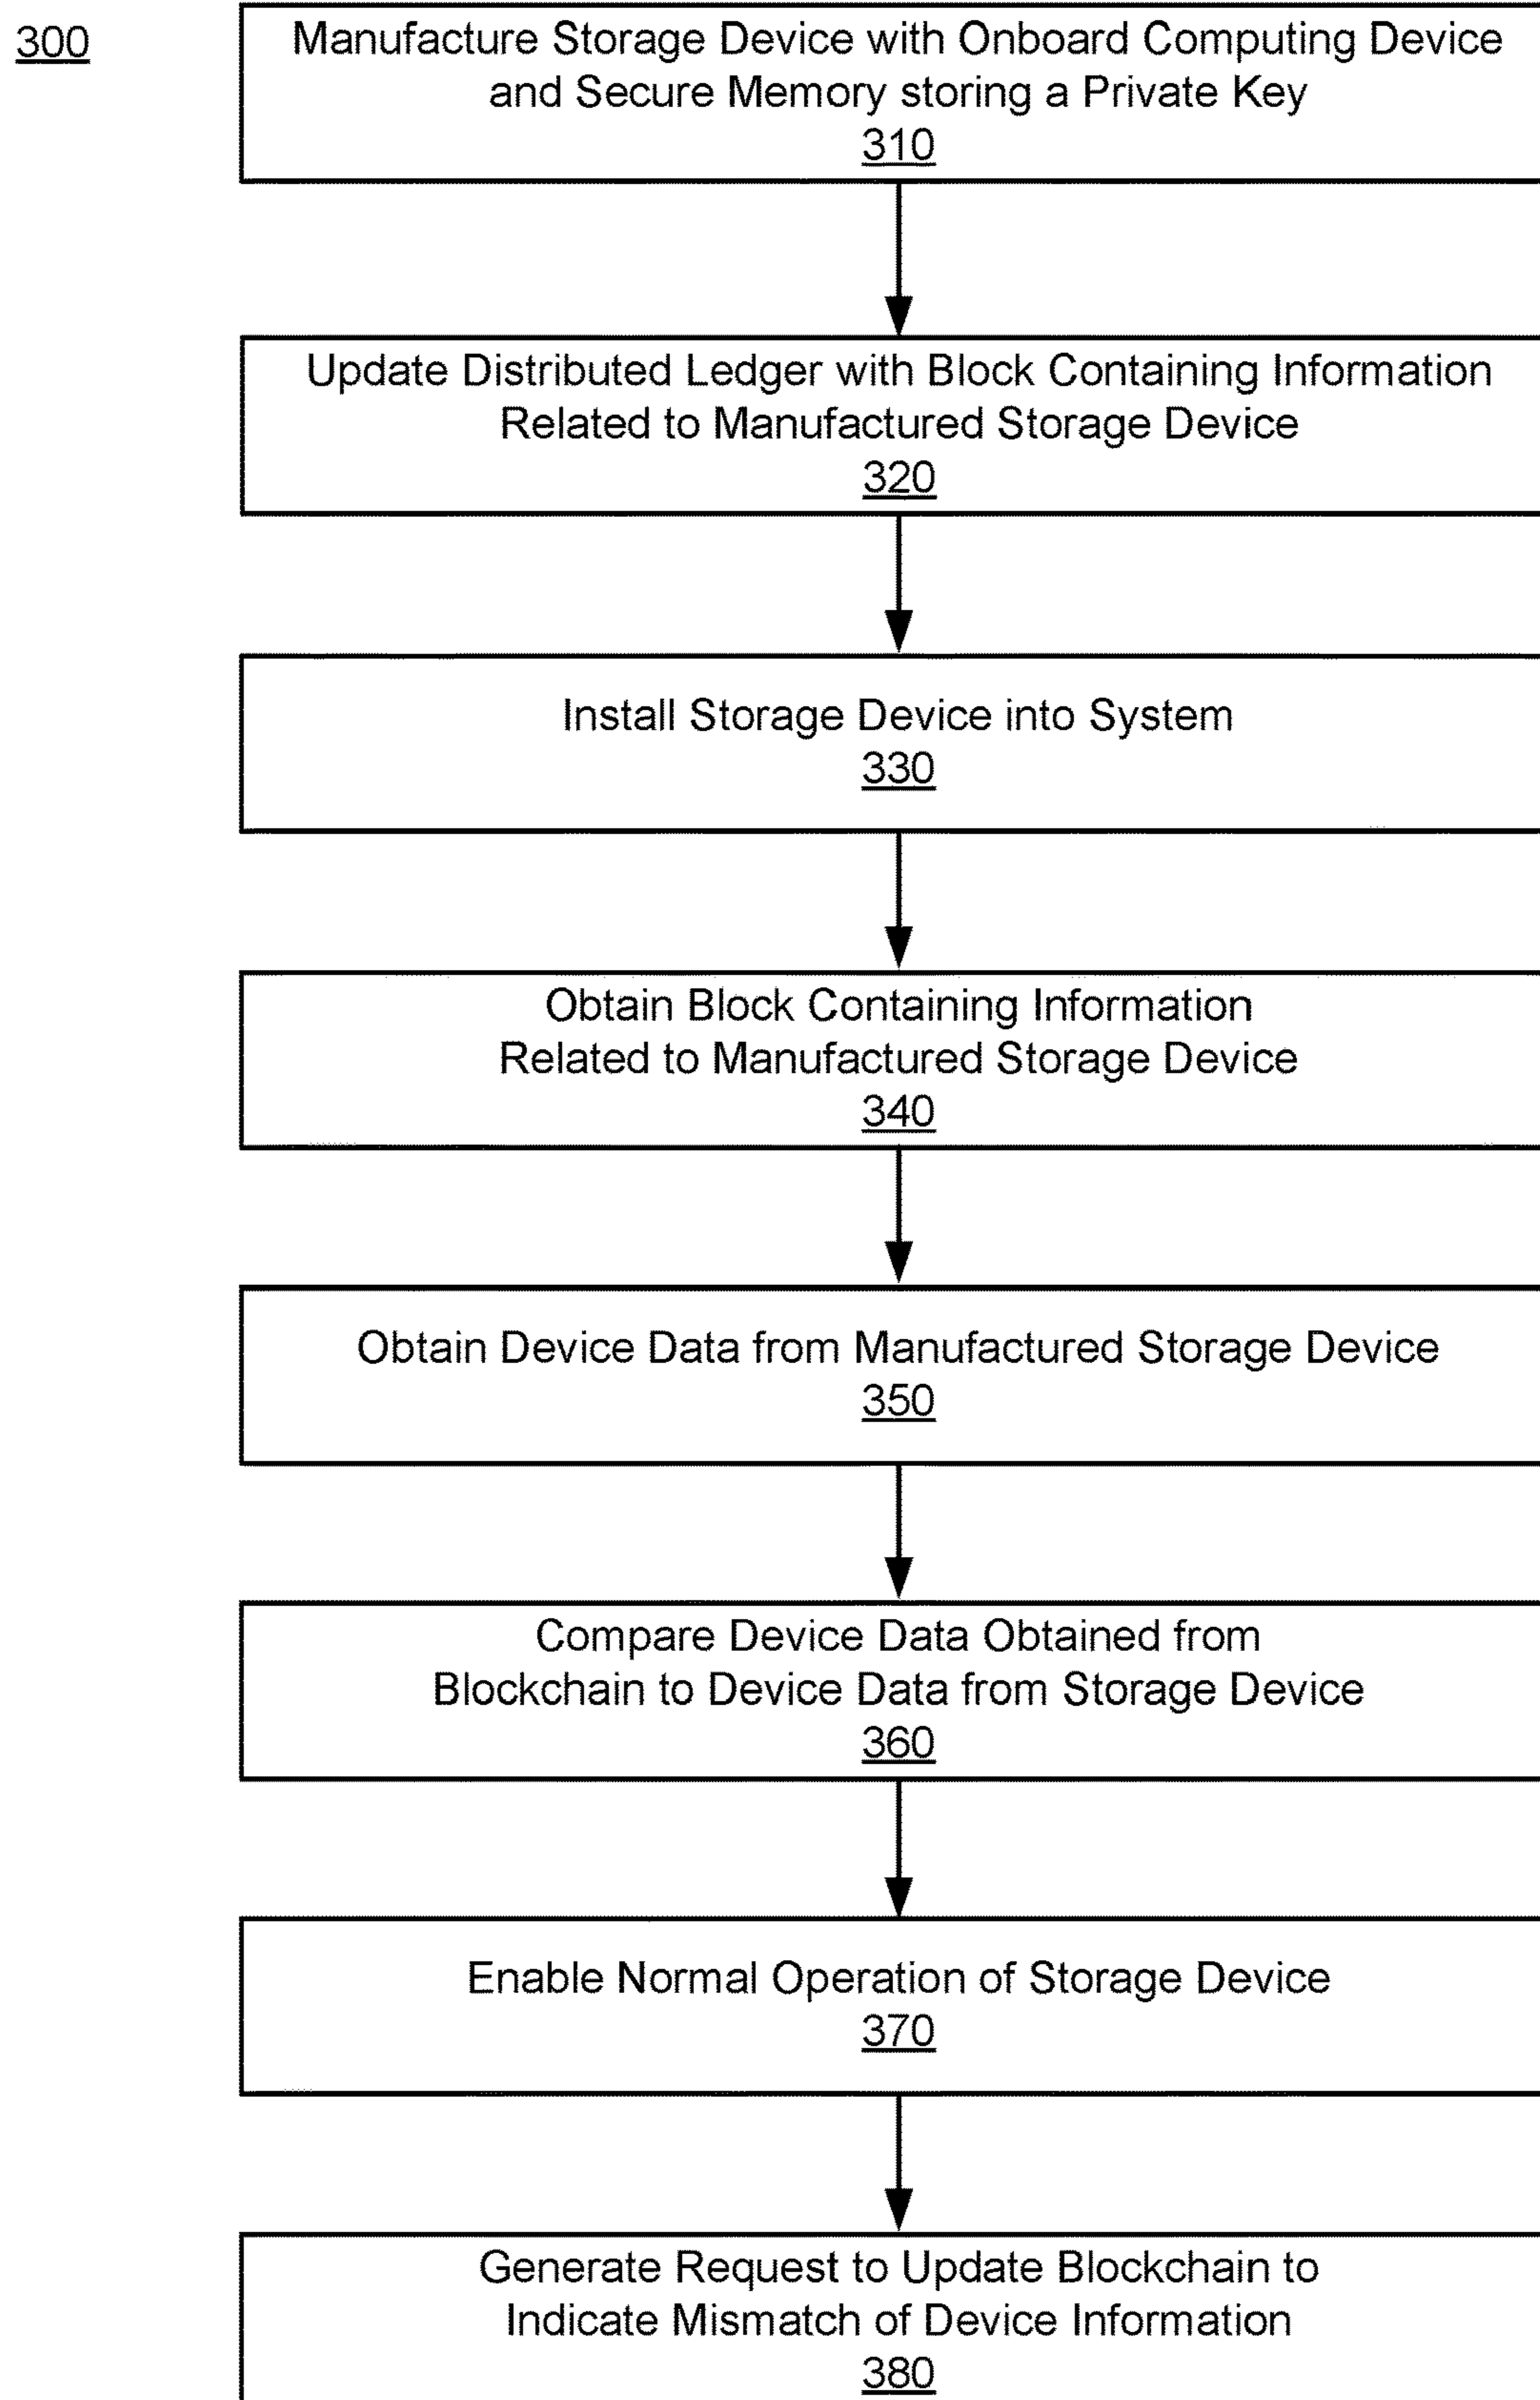 300
Manufacture Storage Device with Onboard Computing Device
and Secure Memory storing a Private Key
310
Update Distributed Ledger with Block Containing Information
Related to Manufactured Storage Device
320
Install Storage Device into System
330
Obtain Block Containing Information
Related to Manufactured Storage Device
340
Obtain Device Data from Manufactured Storage Device
350
Compare Device Data Obtained from
Blockchain to Device Data from Storage Device
360
Enable Normal Operation of Storage Device
370
Generate Request to Update Blockchain to
Indicate Mismatch of Device Information
380